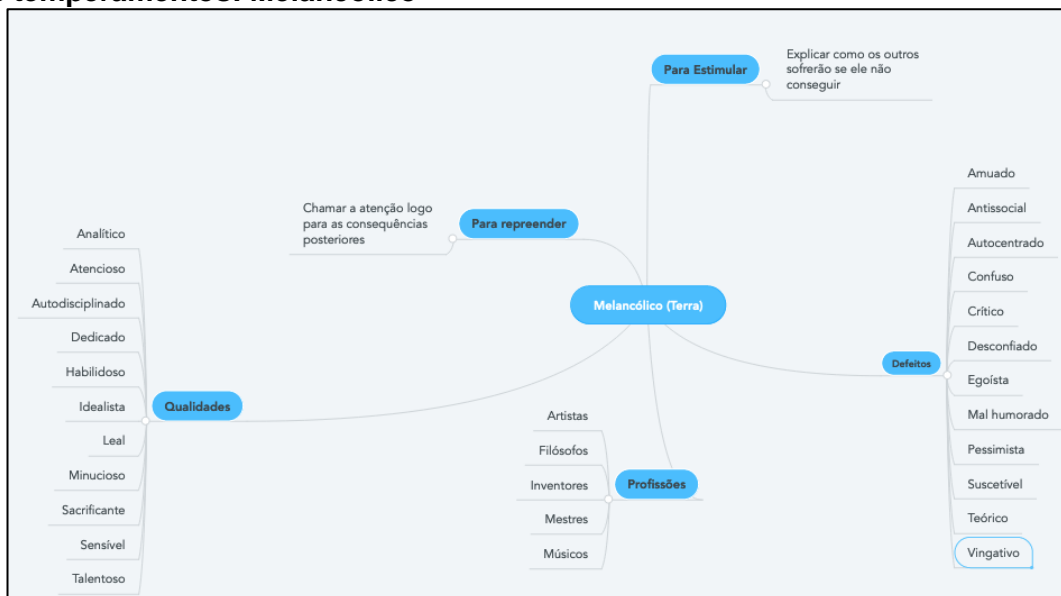 temperamentos: Melancólico
Para Estimular
Explicar como os outros
sofrerão se ele não
conseguir
Chamar a atenção logo
para as consequências
posteriores
Para repreender
Melancólico (Terra)
Analítico
Atencioso
Autodisciplinado
Dedicado
Habilidoso
Idealista
Leal
Minucioso
Sacrificante
Sensível
Talentoso
Qualidades
Artistas
Filósofos
Inventores
Mestres
Músicos
Profissões
Defeitos
Amuado
Antissocial
Autocentrado
Confuso
Crítico
Desconfiado
Egoísta
Mal humorado
Pessimista
Suscetível
Teórico
Vingativo